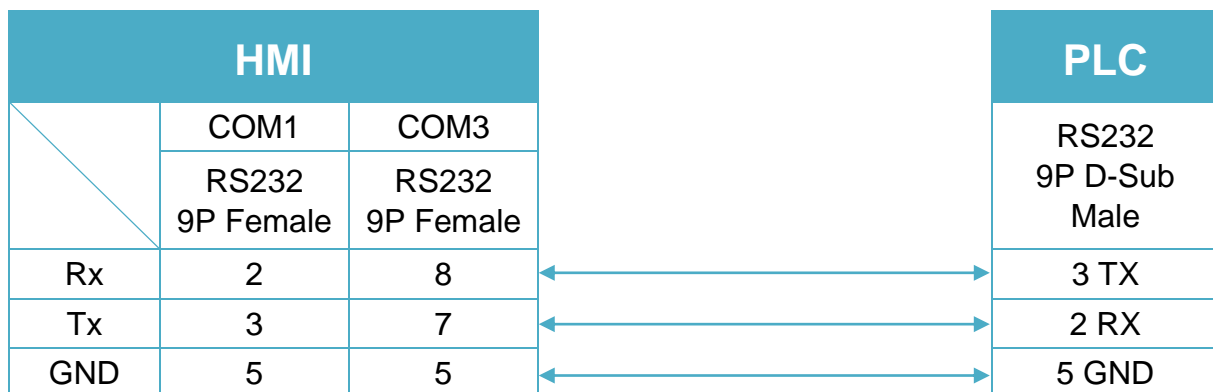 HMI PLC
COM1 COM3
RS232
9P Female
RS232
9P Female
RS232
9P D-Sub
Male
Rx 2 8 3 TX
Tx 3 7 2 RX
GND 5 5 5 GND